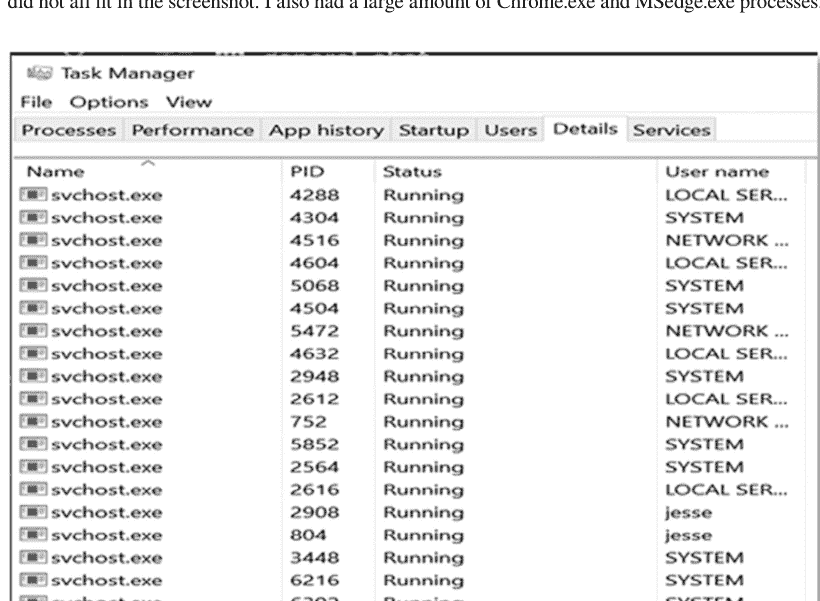 did not all fit in the screenshot. I also had a large amount of Chrome.exe and MSedge.exe processes.
Task Manager
File Options View
Processes Performance App history Startup Users Details Services
Name PID Status User name
svchost.exe 4288 Running LOCAL SER...
svchost.exe 4304 Running SYSTEM
svchost.exe 4516 Running NETWORK ...
svchost.exe 4604 Running LOCAL SER...
svchost.exe 5068 Running SYSTEM
svchost.exe 4504 Running SYSTEM
svchost.exe 5472 Running NETWORK ...
svchost.exe 4632 Running LOCAL SER...
svchost.exe 2948 Running SYSTEM
svchost.exe 2612 Running LOCAL SER...
svchost.exe 752 Running NETWORK ...
svchost.exe 5852 Running SYSTEM
svchost.exe 2564 Running SYSTEM
svchost.exe 2616 Running LOCAL SER...
svchost.exe 2908 Running jesse
svchost.exe 804 Running jesse
svchost.exe 3448 Running SYSTEM
svchost.exe 6216 Running SYSTEM